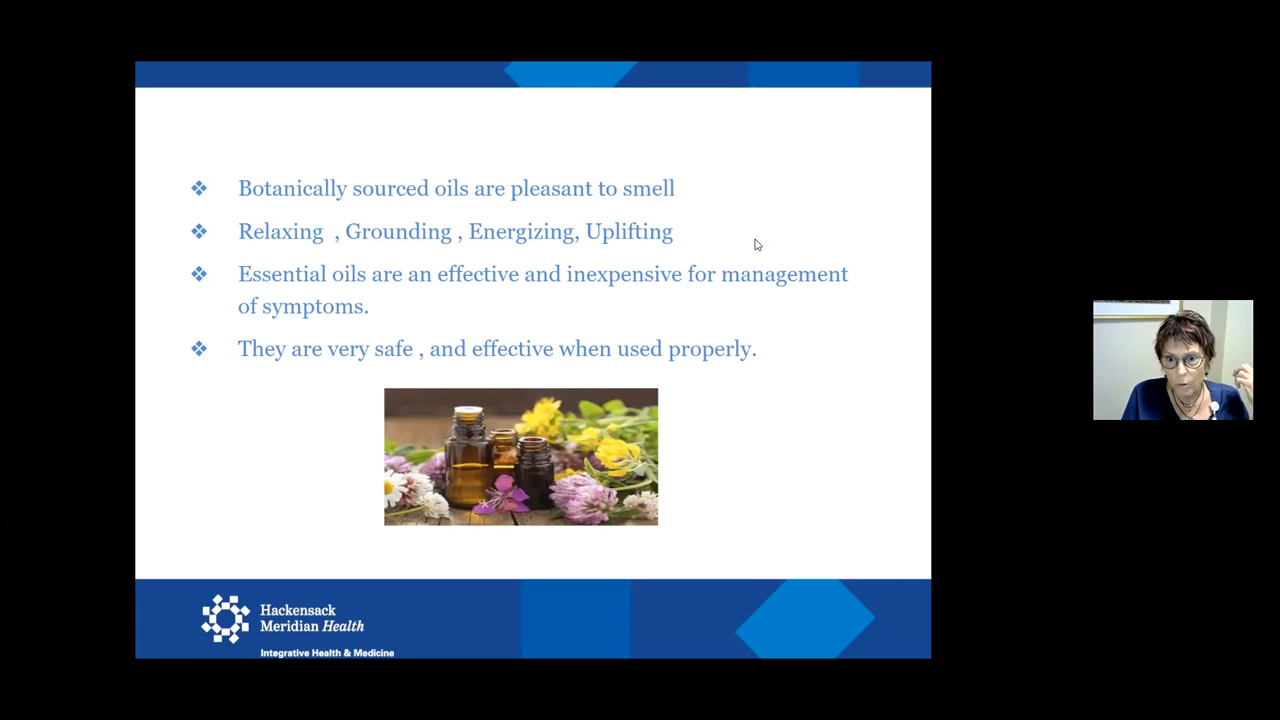 Botanically sourced oils are pleasant to smell
Relaxing , Grounding , Energizing, Uplifting
Essential oils are an effective and inexpensive for management
of symptoms.
They are very safe , and effective when used properly.
Hackensack
Meridian Health
Integrative Health & Medicine